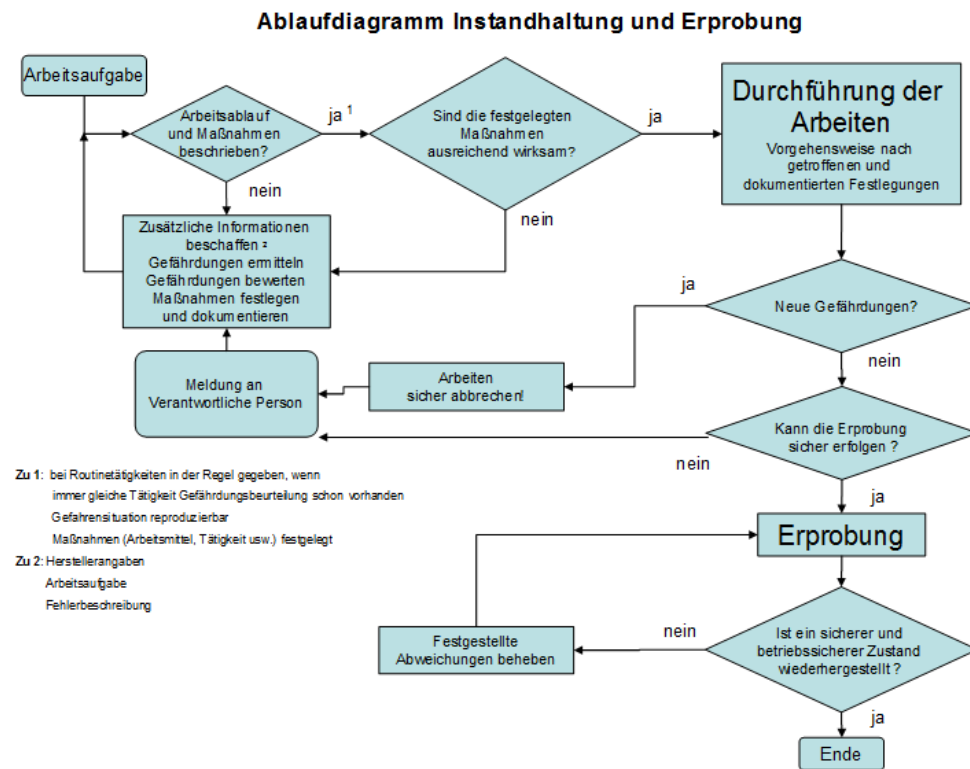 Ablaufdiagramm Instandhaltung und Erprobung
Arbeitsaufgabe
Arbeitsablauf
und Maßnahmen
beschrieben?
ja ¹
nein
Sind die festgelegten
Maßnahmen
ausreichend wirksam?
ja
nein
Durchführung der
Arbeiten
Vorgehensweise nach
getroffenen und
dokumentierten Festlegungen
Zusätzliche Informationen
beschaffen ²
Gefährdungen ermitteln
Gefährdungen bewerten
Maßnahmen festlegen
und dokumentieren
Neue Gefährdungen?
ja
nein
Arbeiten
sicher abbrechen!
Meldung an
Verantwortliche Person
Kann die Erprobung
sicher erfolgen ?
nein
ja
Zu 1: bei Routinetätigkeiten in der Regel gegeben, wenn
immer gleiche Tätigkeit Gefährdungsbeurteilung schon vorhanden
Gefahrensituation reproduzierbar
Maßnahmen (Arbeitsmittel, Tätigkeit usw.) festgelegt
Zu 2: Herstellerangaben
Arbeitsaufgabe
Fehlerbeschreibung
Erprobung
Ist ein sicherer und
betriebssicherer Zustand
wiederhergestellt ?
nein
ja
Festgestellte
Abweichungen beheben
Ende